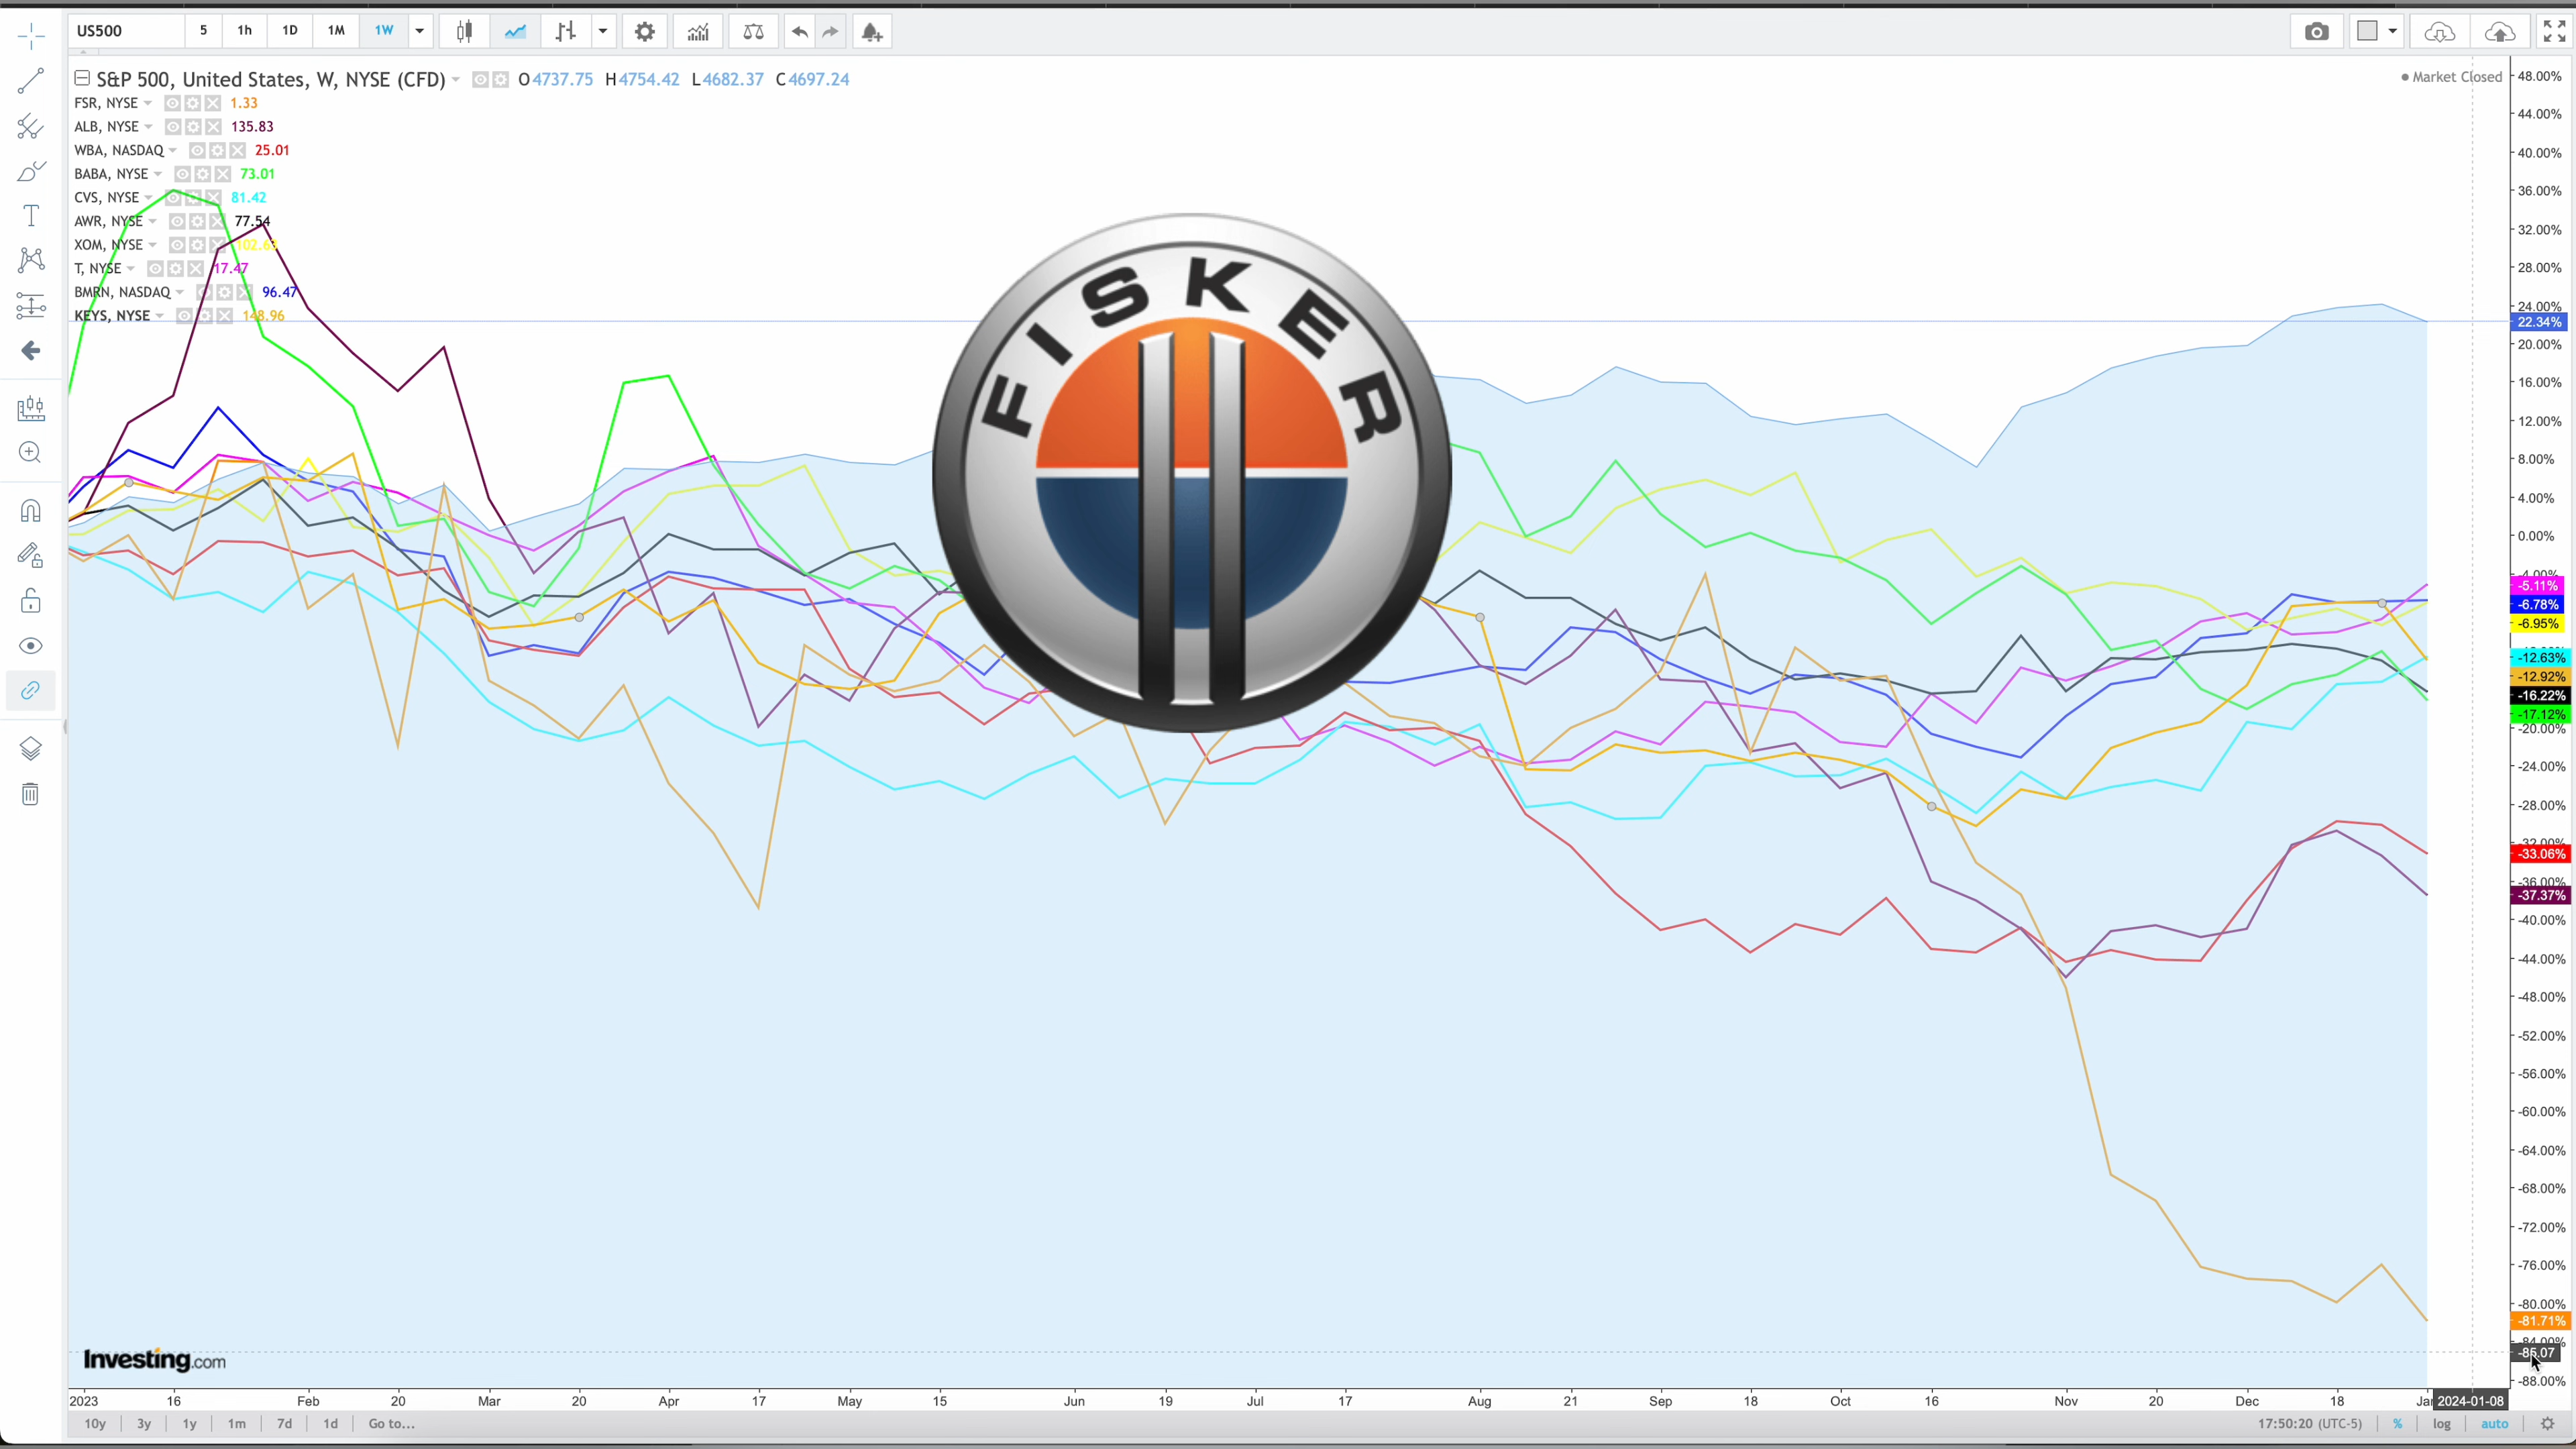 US500 5 1h 1D 1M 1W
S&P 500, United States, W, NYSE (CFD) O4737.75 H4754.42 L4682.37 C4697.24
Market Closed
FSR, NYSE 1.33
ALB, NYSE 135.83
WBA, NASDAQ 25.01
BABA, NYSE 73.01
CVS, NYSE 81.42
AWR, NYSE 77.54
XOM, NYSE
T, NYSE 17.47
BMRN, NASDAQ 96.47
KEYS, NYSE 148.96
FISKER
48.00%
44.00%
40.00%
36.00%
32.00%
28.00%
24.00%
22.34%
20.00%
16.00%
12.00%
8.00%
4.00%
0.00%
-4.00%
-5.11%
-6.78%
-6.95%
-12.63%
-12.92%
-16.22%
-17.12%
-20.00%
-24.00%
-28.00%
-32.00%
-33.06%
-36.00%
-37.37%
-40.00%
-44.00%
-48.00%
-52.00%
-56.00%
-60.00%
-64.00%
-68.00%
-72.00%
-76.00%
-80.00%
-81.71%
-84.00%
-88.00%
Investing.com
2023 16 Feb 20 Mar 20 Apr 17 May 15 Jun 19 Jul 17 Aug 21 Sep 18 Oct 16 Nov 20 Dec 18 2024-01-08
10y 3y 1y 1m 7d 1d Go to... 17:50:20 (UTC-5) % log auto